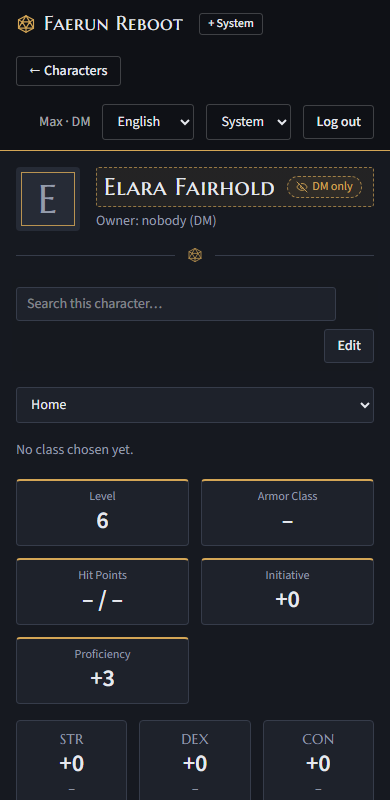 Faerun Reboot
+ System
← Characters
Max · DM
English
System
Log out
E
Elara Fairhold
DM only
Owner: nobody (DM)
Search this character…
Edit
Home
No class chosen yet.
Level
Armor Class
6
–
Hit Points
Initiative
– / –
+0
Proficiency
+3
STR
DEX
CON
+0
+0
+0
–
–
–